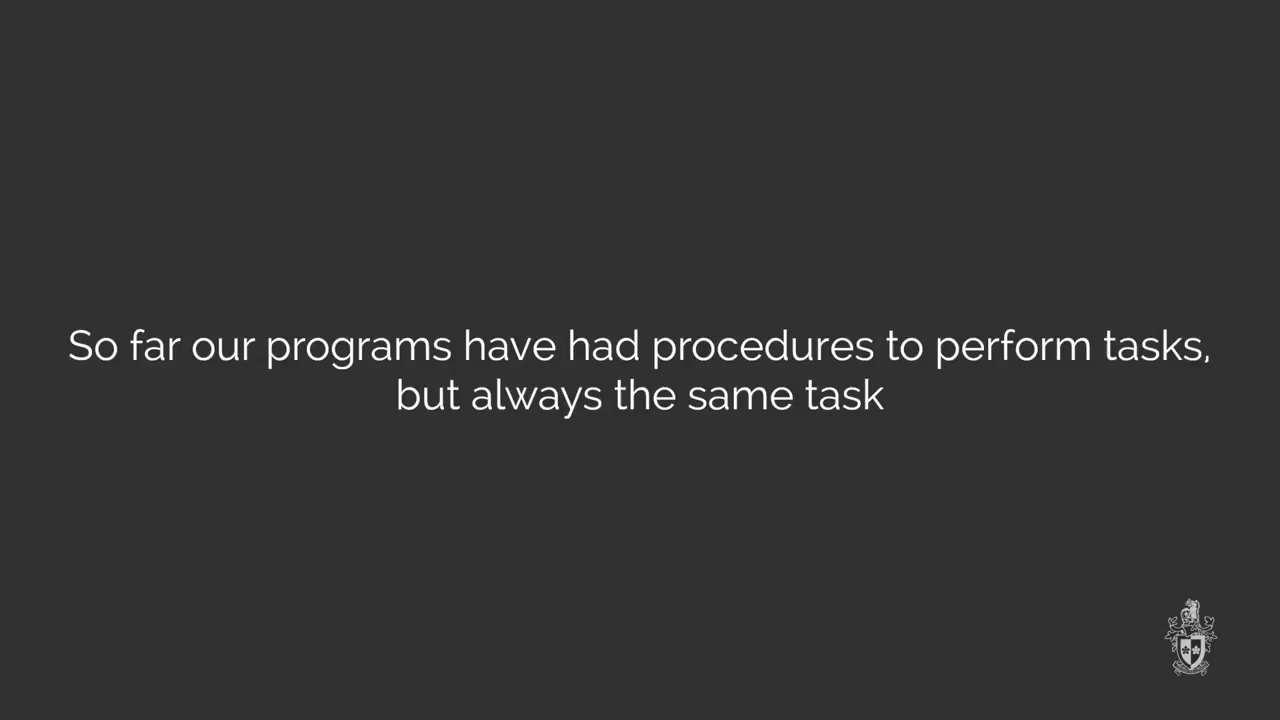 So far our programs have had procedures to perform tasks,
but always the same task